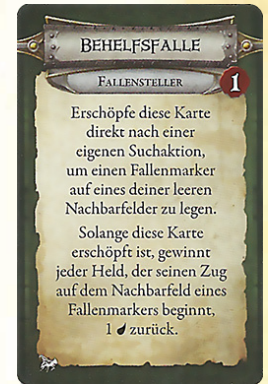 BEHELFSFALLE
FALLENSTELLER
1
Erschöpfe diese Karte
direkt nach einer
eigenen Suchaktion,
um einen Fallenmarker
auf eines deiner leeren
Nachbarfelder zu legen.
Solange diese Karte
erschöpft ist, gewinnt
jeder Held, der seinen Zug
auf dem Nachbarfeld eines
Fallenmarkers beginnt,
1 zurück.